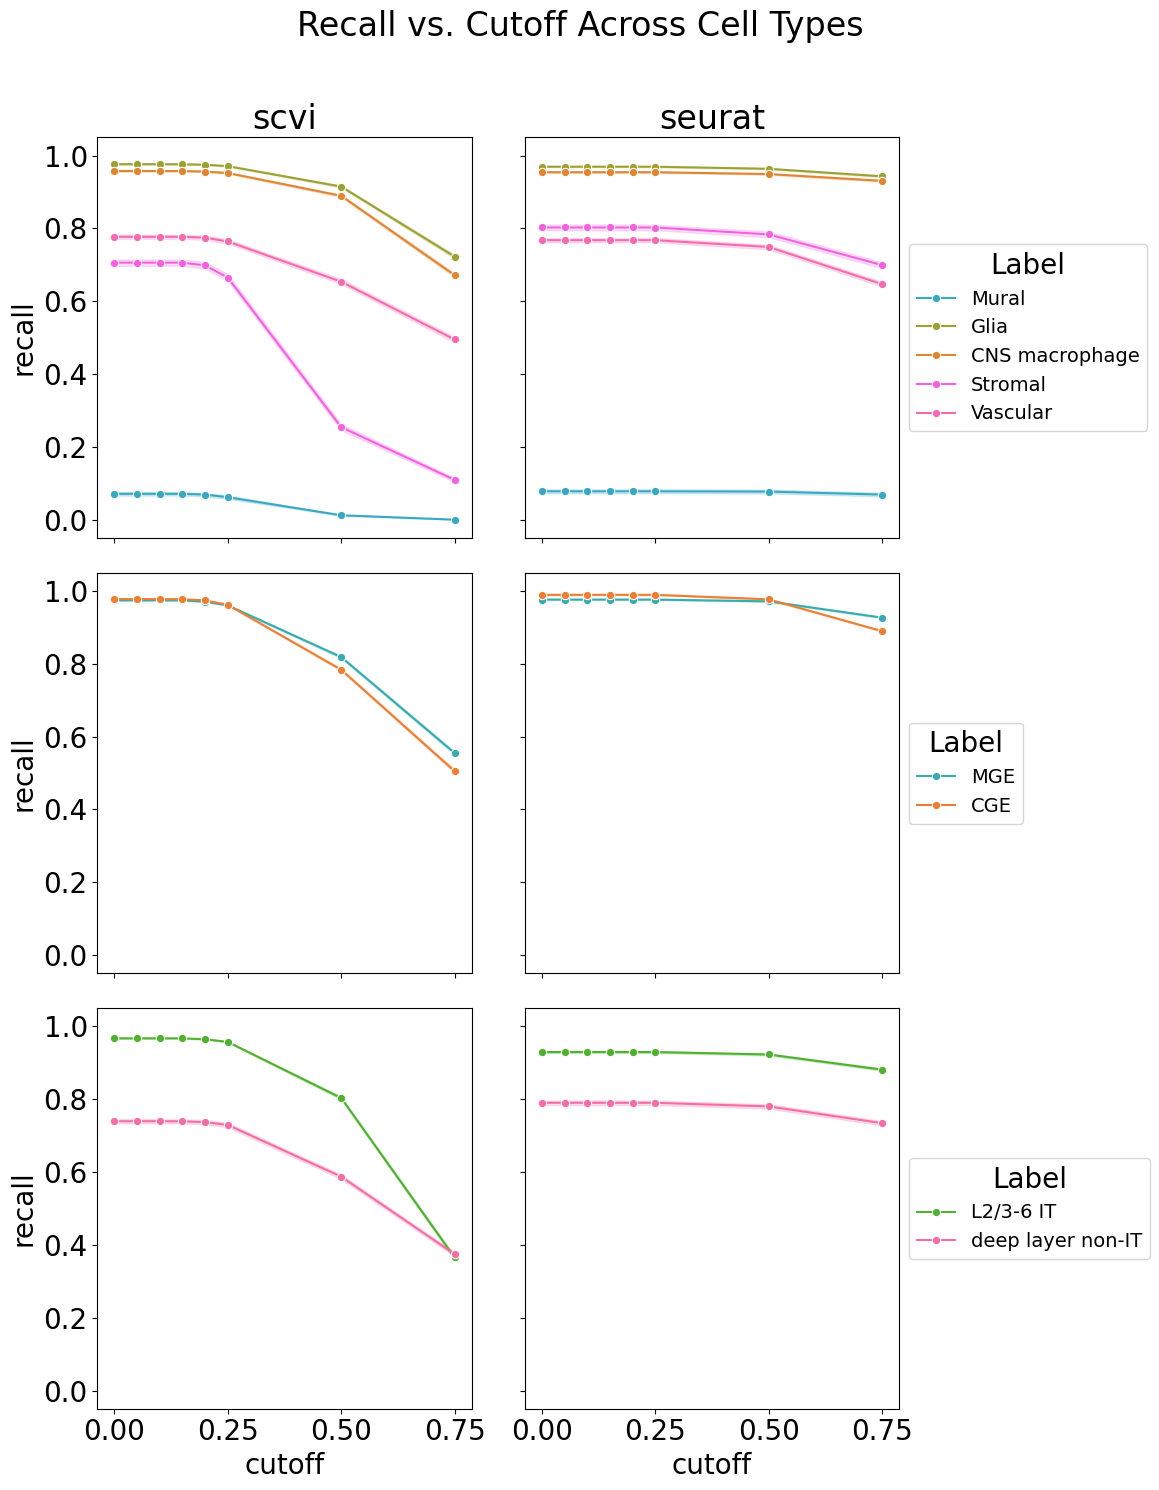 Recall vs. Cutoff Across Cell Types
scvi
seurat
1.0
0.8
0.6
0.4
0.2
0.0
recall
Label
Mural
Glia
CNS macrophage
Stromal
Vascular
1.0
0.8
0.6
0.4
0.2
0.0
recall
Label
MGE
CGE
1.0
0.8
0.6
0.4
0.2
0.0
recall
Label
L2/3-6 IT
deep layer non-IT
0.00 0.25 0.50 0.75
cutoff
0.00 0.25 0.50 0.75
cutoff